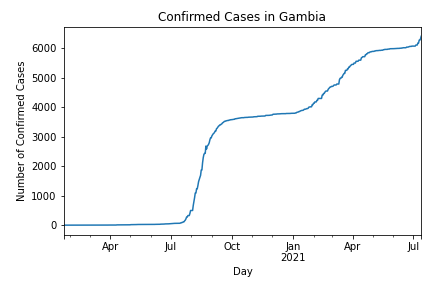 Confirmed Cases in Gambia
Number of Confirmed Cases
6000
5000
4000
3000
2000
1000
0
Apr Jul Oct Jan Apr Jul
2021
Day